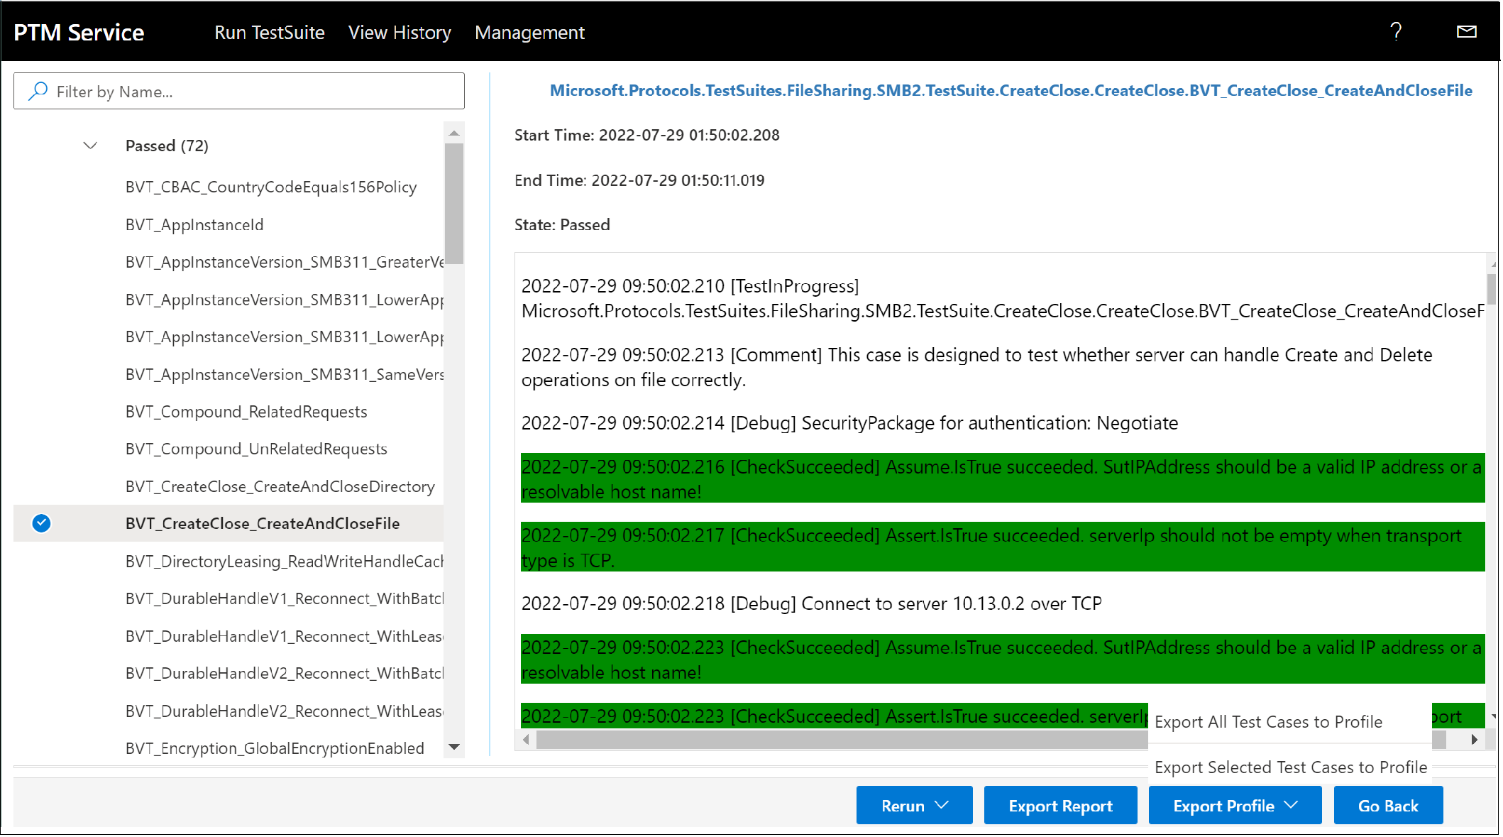 PTM Service
Run TestSuite
View History
Management
?
Filter by Name...
Passed (72)
BVT_CBAC_CountryCodeEquals156Policy
BVT_AppInstanceId
BVT_AppInstanceVersion_SMB311_GreaterVe
BVT_AppInstanceVersion_SMB311_LowerApp
BVT_AppInstanceVersion_SMB311_LowerApp
BVT_AppInstanceVersion_SMB311_SameVers
BVT_Compound_RelatedRequests
BVT_Compound_UnRelatedRequests
BVT_CreateClose_CreateAndCloseDirectory
BVT_CreateClose_CreateAndCloseFile
BVT_DirectoryLeasing_ReadWriteHandleCach
BVT_DurableHandleV1_Reconnect_WithBatch
BVT_DurableHandleV1_Reconnect_WithLease
BVT_DurableHandleV2_Reconnect_WithBatch
BVT_DurableHandleV2_Reconnect_WithLease
BVT_Encryption_GlobalEncryptionEnabled
Microsoft.Protocols.TestSuites.FileSharing.SMB2.TestSuite.CreateClose.CreateClose.BVT_CreateClose_CreateAndCloseFile
Start Time: 2022-07-29 01:50:02.208
End Time: 2022-07-29 01:50:11.019
State: Passed
2022-07-29 09:50:02.210 [TestInProgress]
Microsoft.Protocols.TestSuites.FileSharing.SMB2.TestSuite.CreateClose.CreateClose.BVT_CreateClose_CreateAndCloseF
2022-07-29 09:50:02.213 [Comment] This case is designed to test whether server can handle Create and Delete
operations on file correctly.
2022-07-29 09:50:02.214 [Debug] SecurityPackage for authentication: Negotiate
2022-07-29 09:50:02.216 [CheckSucceeded] Assume.IsTrue succeeded. SutIPAddress should be a valid IP address or a
resolvable host name!
2022-07-29 09:50:02.217 [CheckSucceeded] Assert.IsTrue succeeded. serverIp should not be empty when transport
type is TCP.
2022-07-29 09:50:02.218 [Debug] Connect to server 10.13.0.2 over TCP
2022-07-29 09:50:02.223 [CheckSucceeded] Assume.IsTrue succeeded. SutIPAddress should be a valid IP address or a
resolvable host name!
2022-07-29 09:50:02.223 [CheckSucceeded] Assert.IsTrue succeeded. serverIp
Export All Test Cases to Profile
Export Selected Test Cases to Profile
Rerun
Export Report
Export Profile
Go Back